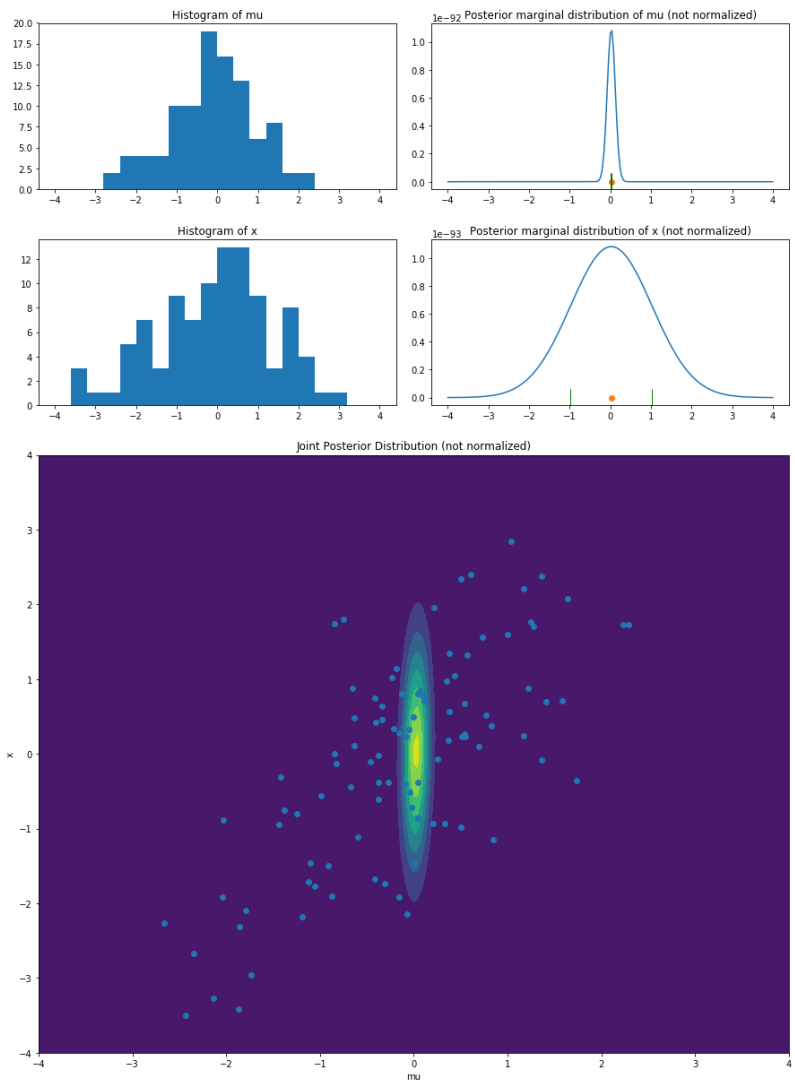 Histogram of mu
20.0
17.5
15.0
12.5
10.0
7.5
5.0
2.5
0.0
−4 −3 −2 −1 0 1 2 3 4
Posterior marginal distribution of mu (not normalized)
1e−92
1.0
0.8
0.6
0.4
0.2
0.0
−4 −3 −2 −1 0 1 2 3 4
Histogram of x
12
10
8
6
4
2
0
−4 −3 −2 −1 0 1 2 3 4
Posterior marginal distribution of x (not normalized)
1e−93
1.0
0.8
0.6
0.4
0.2
0.0
−4 −3 −2 −1 0 1 2 3 4
Joint Posterior Distribution (not normalized)
4
3
2
1
0
−1
−2
−3
−4
x
−4 −3 −2 −1 0 1 2 3 4
mu